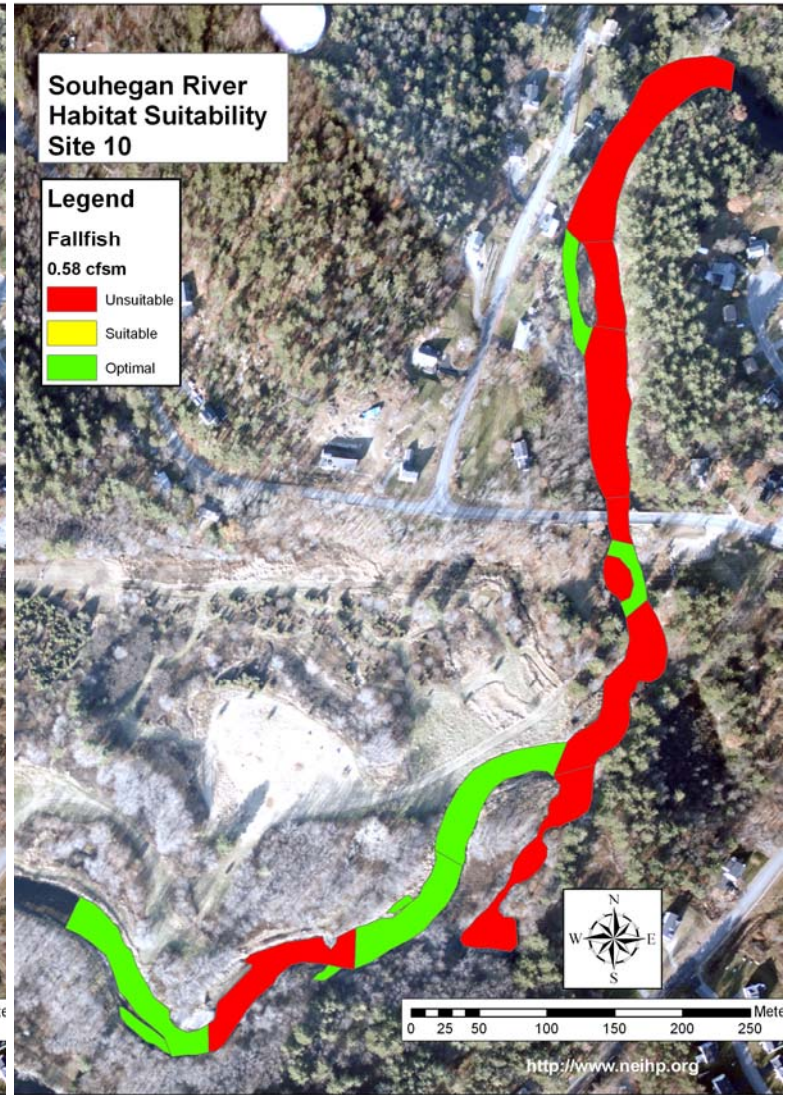 Souhegan River
Habitat Suitability
Site 10
Legend
Fallfish
0.58 cfsm
Unsuitable
Suitable
Optimal
N
W E
S
Mete
0 25 50 100 150 200 250
http://www.neihp.org